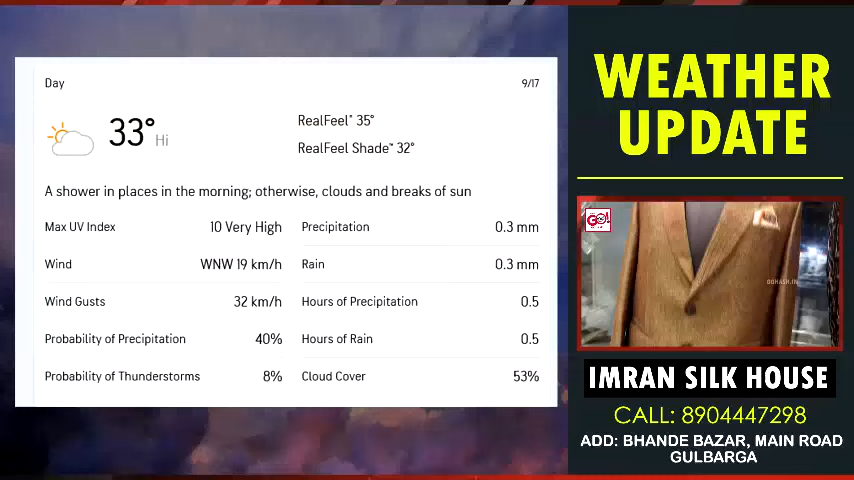 Day
9/17
33°
Hi
RealFeel® 35°
RealFeel Shade™ 32°
A shower in places in the morning; otherwise, clouds and breaks of sun
Max UV Index 10 Very High
Wind WNW 19 km/h
Wind Gusts 32 km/h
Probability of Precipitation 40%
Probability of Thunderstorms 8%
Precipitation 0.3 mm
Rain 0.3 mm
Hours of Precipitation 0.5
Hours of Rain 0.5
Cloud Cover 53%
WEATHER
UPDATE
GO!
OOHASH.IN
IMRAN SILK HOUSE
CALL: 8904447298
ADD: BHANDE BAZAR, MAIN ROAD
GULBARGA